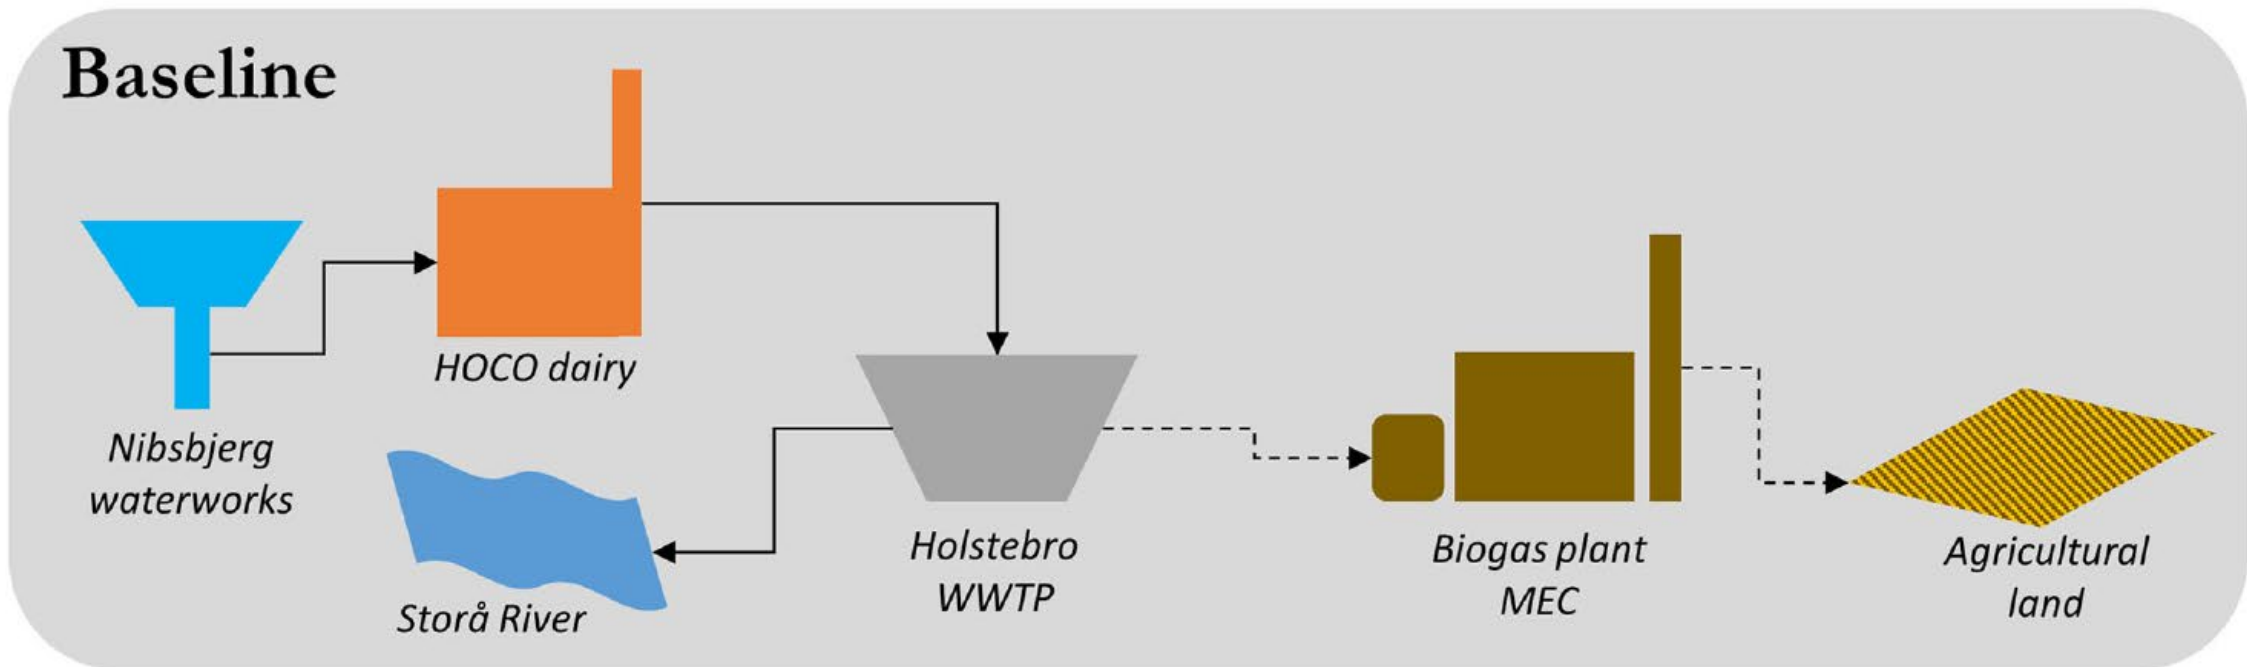 Baseline
HOCO dairy
Nibsbjerg
waterworks
Storå River
Holstebro
WWTP
Biogas plant
MEC
Agricultural
land